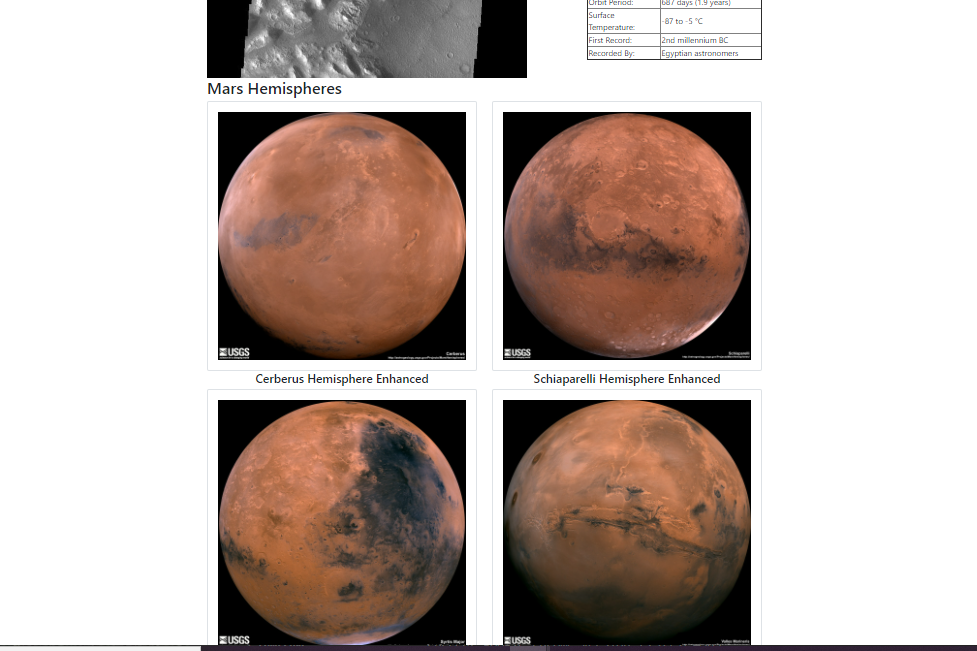 Orbit Period: 687 days (1.9 years)
Surface
Temperature: -87 to -5 °C
First Record: 2nd millennium BC
Recorded By: Egyptian astronomers
Mars Hemispheres
USGS Cerberus
USGS Schiaparelli
Cerberus Hemisphere Enhanced
Schiaparelli Hemisphere Enhanced
USGS Syrtis Major
USGS Valles Marineris